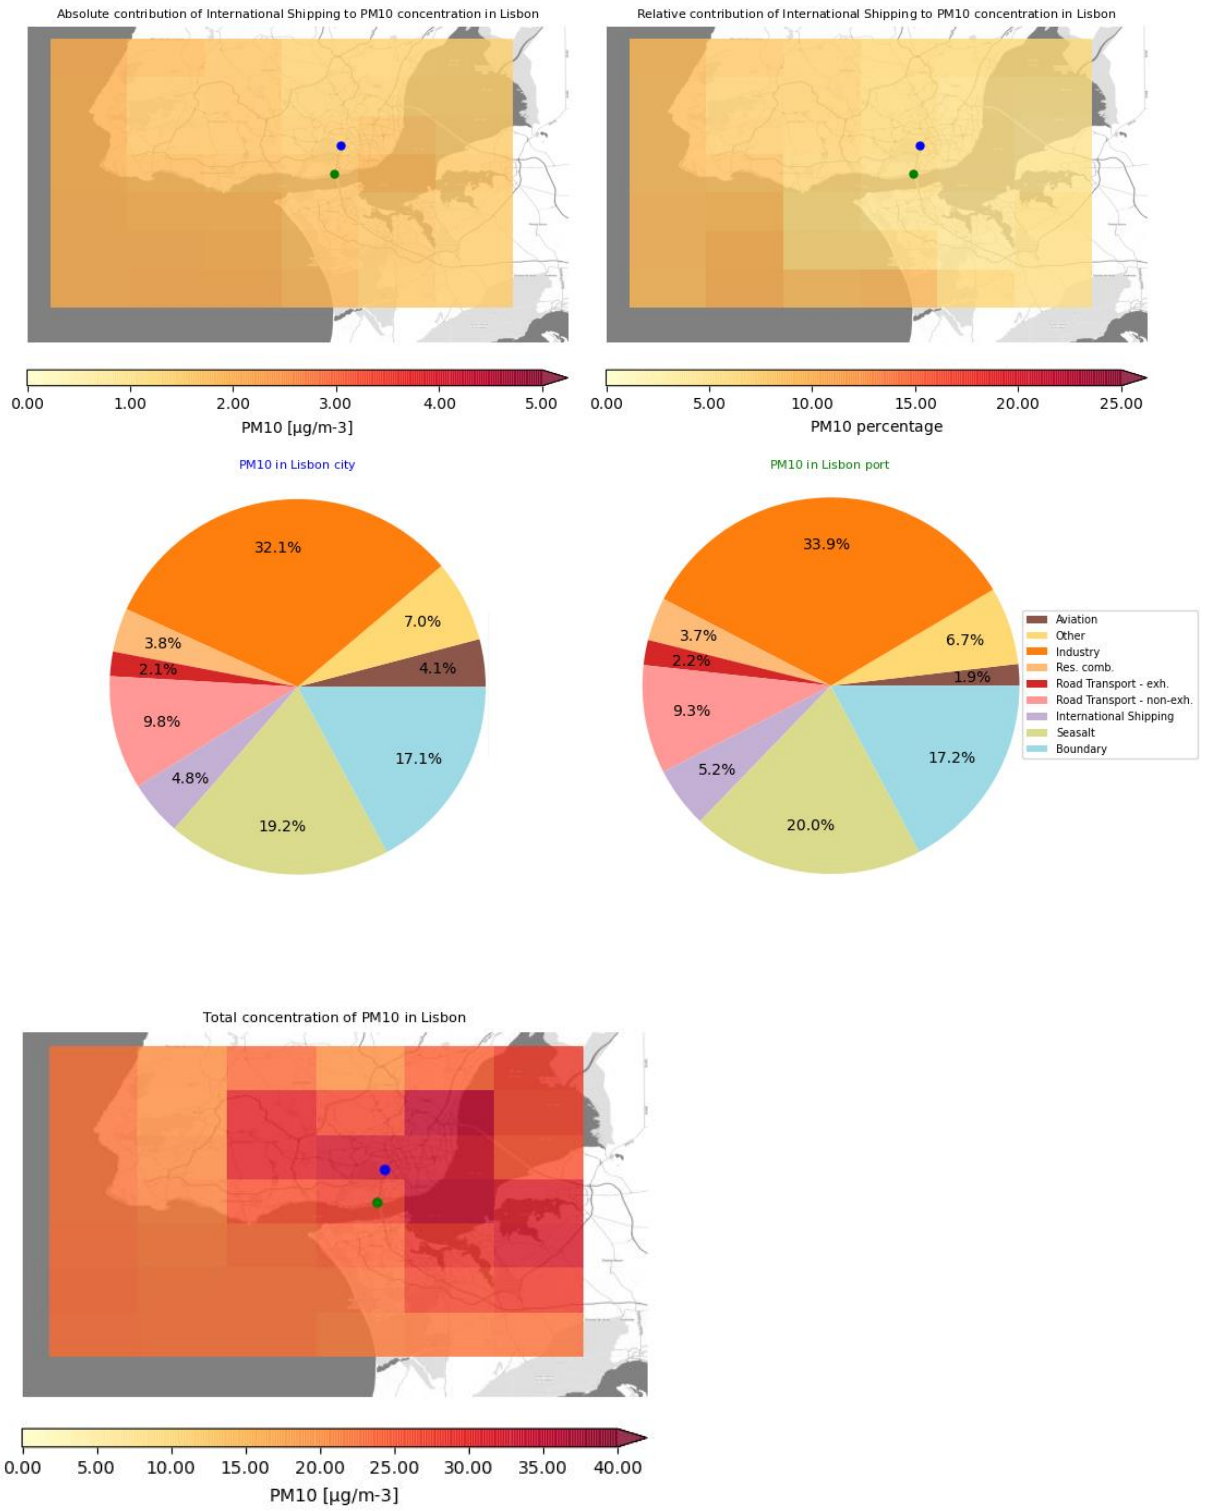 Absolute contribution of International Shipping to PM10 concentration in Lisbon
Relative contribution of International Shipping to PM10 concentration in Lisbon
0.00 1.00 2.00 3.00 4.00 5.00
PM10 [µg/m-3]
0.00 5.00 10.00 15.00 20.00 25.00
PM10 percentage
PM10 in Lisbon city
32.1%
7.0%
3.8%
4.1%
2.1%
9.8%
17.1%
4.8%
19.2%
PM10 in Lisbon port
33.9%
6.7%
3.7%
2.2%
1.9%
9.3%
17.2%
5.2%
20.0%
Aviation
Other
Industry
Res. comb.
Road Transport - exh.
Road Transport - non-exh.
International Shipping
Seasalt
Boundary
Total concentration of PM10 in Lisbon
0.00 5.00 10.00 15.00 20.00 25.00 30.00 35.00 40.00
PM10 [µg/m-3]